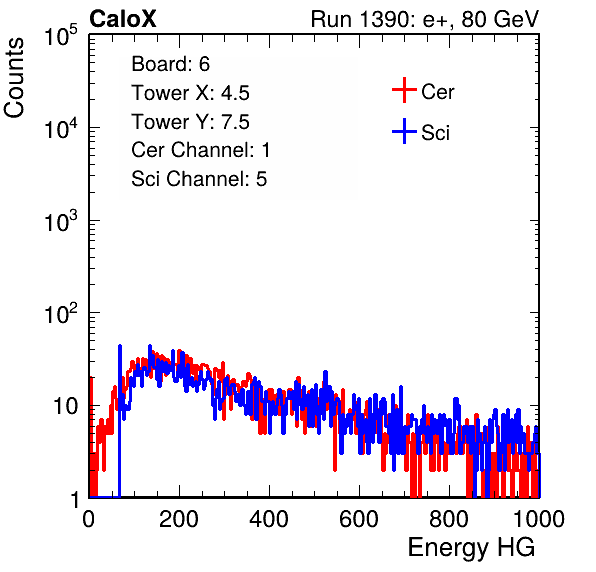 CaloX Run 1390: e+, 80 GeV
Counts
Board: 6
Tower X: 4.5
Tower Y: 7.5
Cer Channel: 1
Sci Channel: 5
Cer
Sci
10^5
10^4
10^3
10^2
10
1
0 200 400 600 800 1000
Energy HG